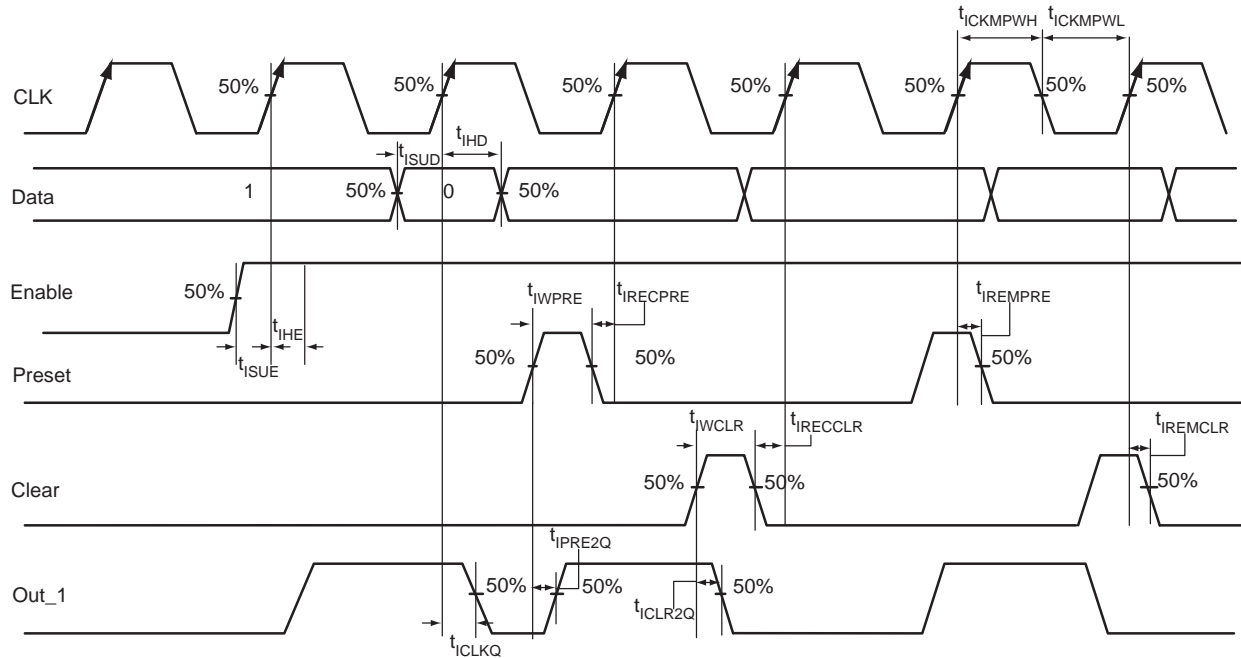 tICKMPWH tICKMPWL
CLK
50% 50% 50% 50% 50% 50% 50%
tISUD tIHD
Data
1 50% 0 50%
Enable
50%
tIHE
tISUE
tIWPRE tIRECPRE tIREMPRE
Preset
50% 50% 50%
tIWCLR tIRECCLR tIREMCLR
Clear
50% 50% 50%
tIPRE2Q
Out_1
50% 50% 50%
tICLR2Q
tICLKQ